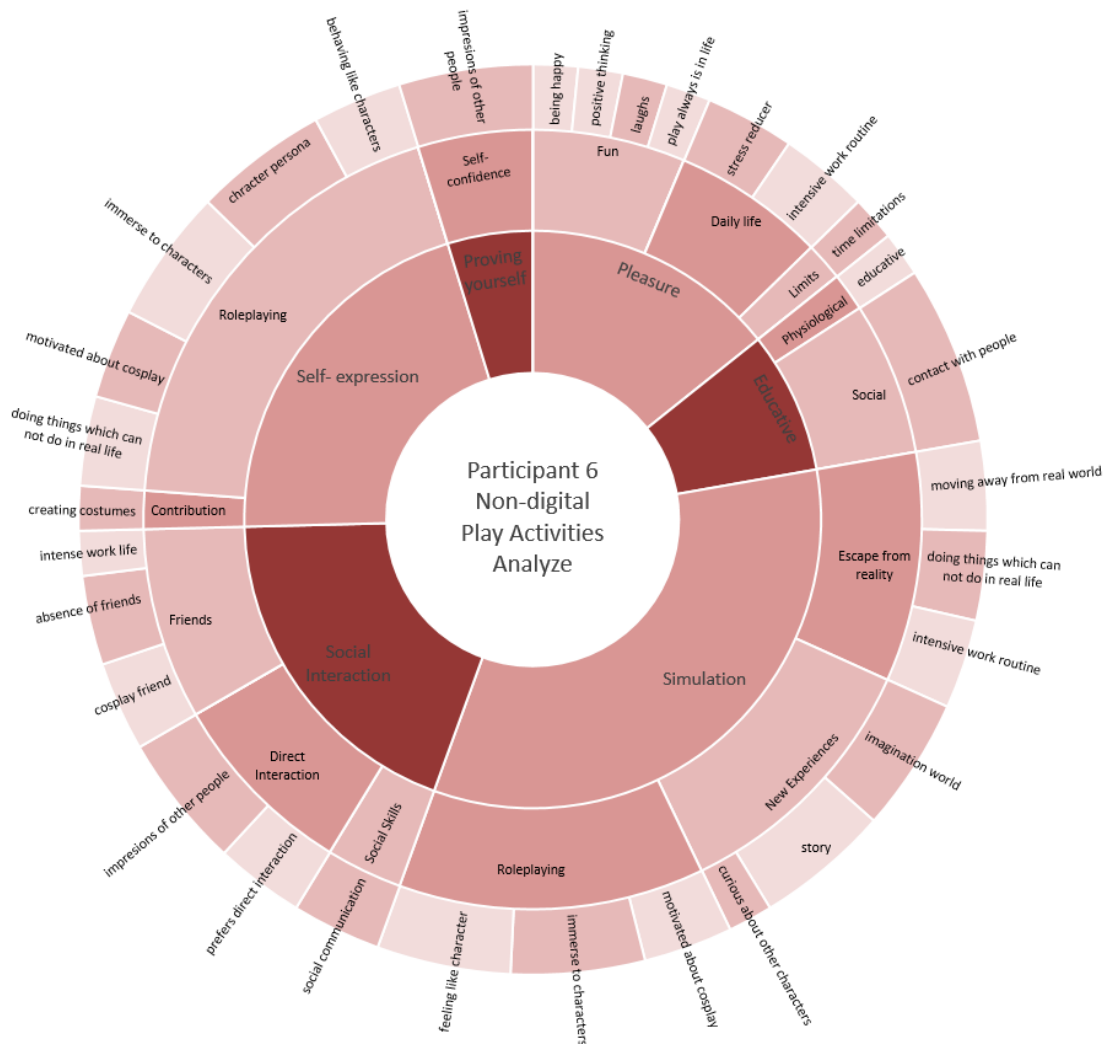 Participant 6
Non-digital
Play Activities
Analyze
Pleasure
Fun
being happy
positive thinking
laughs
play always is in life
Daily life
stress reducer
intensive work routine
Limits
time limitations
Educative
Physiological
educative
Social
contact with people
Simulation
Escape from
reality
moving away from real world
doing things which can
not do in real life
intensive work routine
New Experiences
imagination world
story
curious about other characters
Roleplaying
motivated about cosplay
immerse to characters
feeling like character
Social
Interaction
Social Skills
social communication
Direct
Interaction
prefers direct interaction
impresions of other people
Friends
cosplay friend
absence of friends
intense work life
Self- expression
Contribution
creating costumes
Roleplaying
doing things which can
not do in real life
motivated about cosplay
immerse to characters
chracter persona
behaving like characters
Proving
yourself
Self-
confidence
impresions of other
people